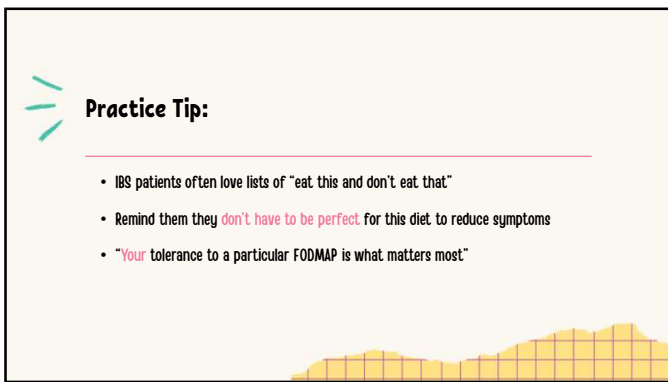 Practice Tip:
• IBS patients often love lists of “eat this and don’t eat that”
• Remind them they don’t have to be perfect for this diet to reduce symptoms
• “Your tolerance to a particular FODMAP is what matters most”